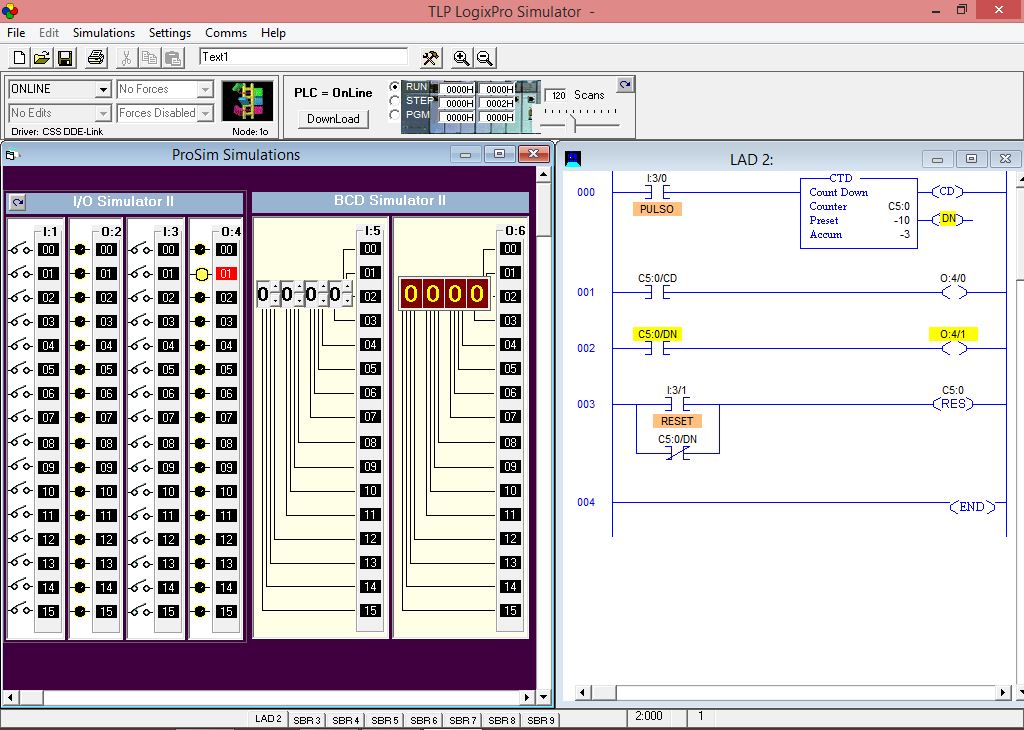 TLP LogixPro Simulator -
File Edit Simulations Settings Comms Help
Text1
ONLINE No Forces
No Edits Forces Disabled
Driver: CSS DDE-Link Node: 1o
PLC = OnLine
DownLoad
RUN 0000H 0000H
STEP 0000H 0002H
PGM 0000H 0000H
120 Scans
ProSim Simulations
I/O Simulator II BCD Simulator II
I:1 O:2 I:3 O:4 I:5 O:6
00 00 00 00 00 00
01 01 01 01 01 01
02 02 02 02 0 0 0 0 02 0 0 0 0 02
03 03 03 03 03 03
04 04 04 04 04 04
05 05 05 05 05 05
06 06 06 06 06 06
07 07 07 07 07 07
08 08 08 08 08 08
09 09 09 09 09 09
10 10 10 10 10 10
11 11 11 11 11 11
12 12 12 12 12 12
13 13 13 13 13 13
14 14 14 14 14 14
15 15 15 15 15 15
LAD 2:
000
I:3/0
PULSO
CTD
Count Down
Counter C5:0
Preset -10
Accum -3
CD
DN
001
C5:0/CD O:4/0
002
C5:0/DN O:4/1
003
I:3/1 C5:0
RES
RESET
C5:0/DN
004 END
LAD 2 SBR 3 SBR 4 SBR 5 SBR 6 SBR 7 SBR 8 SBR 9
2:000 1